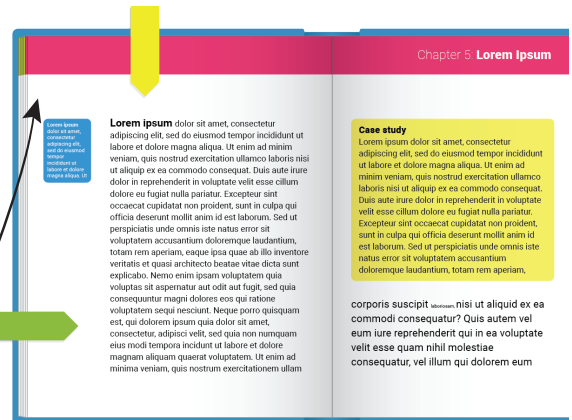 Chapter 5: Lorem Ipsum
Lorem ipsum
dolor sit amet,
consectetur
adipiscing elit,
sed do eiusmod
tempor
incididunt ut
labore et dolore
magna aliqua. Ut
Lorem ipsum dolor sit amet, consectetur
adipiscing elit, sed do eiusmod tempor incididunt ut
labore et dolore magna aliqua. Ut enim ad minim
veniam, quis nostrud exercitation ullamco laboris nisi
ut aliquip ex ea commodo consequat. Duis aute irure
dolor in reprehenderit in voluptate velit esse cillum
dolore eu fugiat nulla pariatur. Excepteur sint
occaecat cupidatat non proident, sunt in culpa qui
officia deserunt mollit anim id est laborum. Sed ut
perspiciatis unde omnis iste natus error sit
voluptatem accusantium doloremque laudantium,
totam rem aperiam, eaque ipsa quae ab illo inventore
veritatis et quasi architecto beatae vitae dicta sunt
explicabo. Nemo enim ipsam voluptatem quia
voluptas sit aspernatur aut odit aut fugit, sed quia
consequuntur magni dolores eos qui ratione
voluptatem sequi nesciunt. Neque porro quisquam
est, qui dolorem ipsum quia dolor sit amet,
consectetur, adipisci velit, sed quia non numquam
eius modi tempora incidunt ut labore et dolore
magnam aliquam quaerat voluptatem. Ut enim ad
minima veniam, quis nostrum exercitationem ullam
Case study
Lorem ipsum dolor sit amet, consectetur
adipiscing elit, sed do eiusmod tempor incididunt
ut labore et dolore magna aliqua. Ut enim ad
minim veniam, quis nostrud exercitation ullamco
laboris nisi ut aliquip ex ea commodo consequat.
Duis aute irure dolor in reprehenderit in voluptate
velit esse cillum dolore eu fugiat nulla pariatur.
Excepteur sint occaecat cupidatat non proident,
sunt in culpa qui officia deserunt mollit anim id
est laborum. Sed ut perspiciatis unde omnis iste
natus error sit voluptatem accusantium
doloremque laudantium, totam rem aperiam,
corporis suscipit laboriosam, nisi ut aliquid ex ea
commodi consequatur? Quis autem vel
eum iure reprehenderit qui in ea voluptate
velit esse quam nihil molestiae
consequatur, vel illum qui dolorem eum